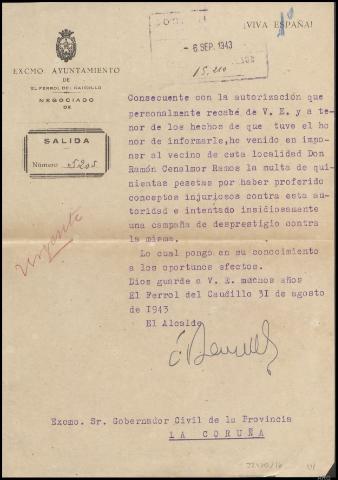 ¡VIVA ESPAÑA!
- 6 SEP. 1943
15.210
EXCMO. AYUNTAMIENTO
DE
EL FERROL DEL CAUDILLO
NEGOCIADO
DE
SALIDA
Número 5205
Urgente
Consecuente con la autorización que
personalmente recabé de V. E. y a te-
nor de los hechos de que tuve el ho
nor de informarle, he venido en impo-
ner al vecino de esta localidad Don
Ramón Cenalmor Ramos la multa de qui-
nientas pesetas por haber proferido
conceptos injuriosos contra esta au-
toridad e intentado insidiosamente
una campaña de desprestigio contra
la misma.
Lo cual pongo en su conocimiento
a los oportunos efectos.
Dios guarde a V. E. muchos años
El Ferrol del Caudillo 31 de agosto
de 1943
El Alcalde
Excmo. Sr. Gobernador Civil de la Provincia
LA CORUÑA